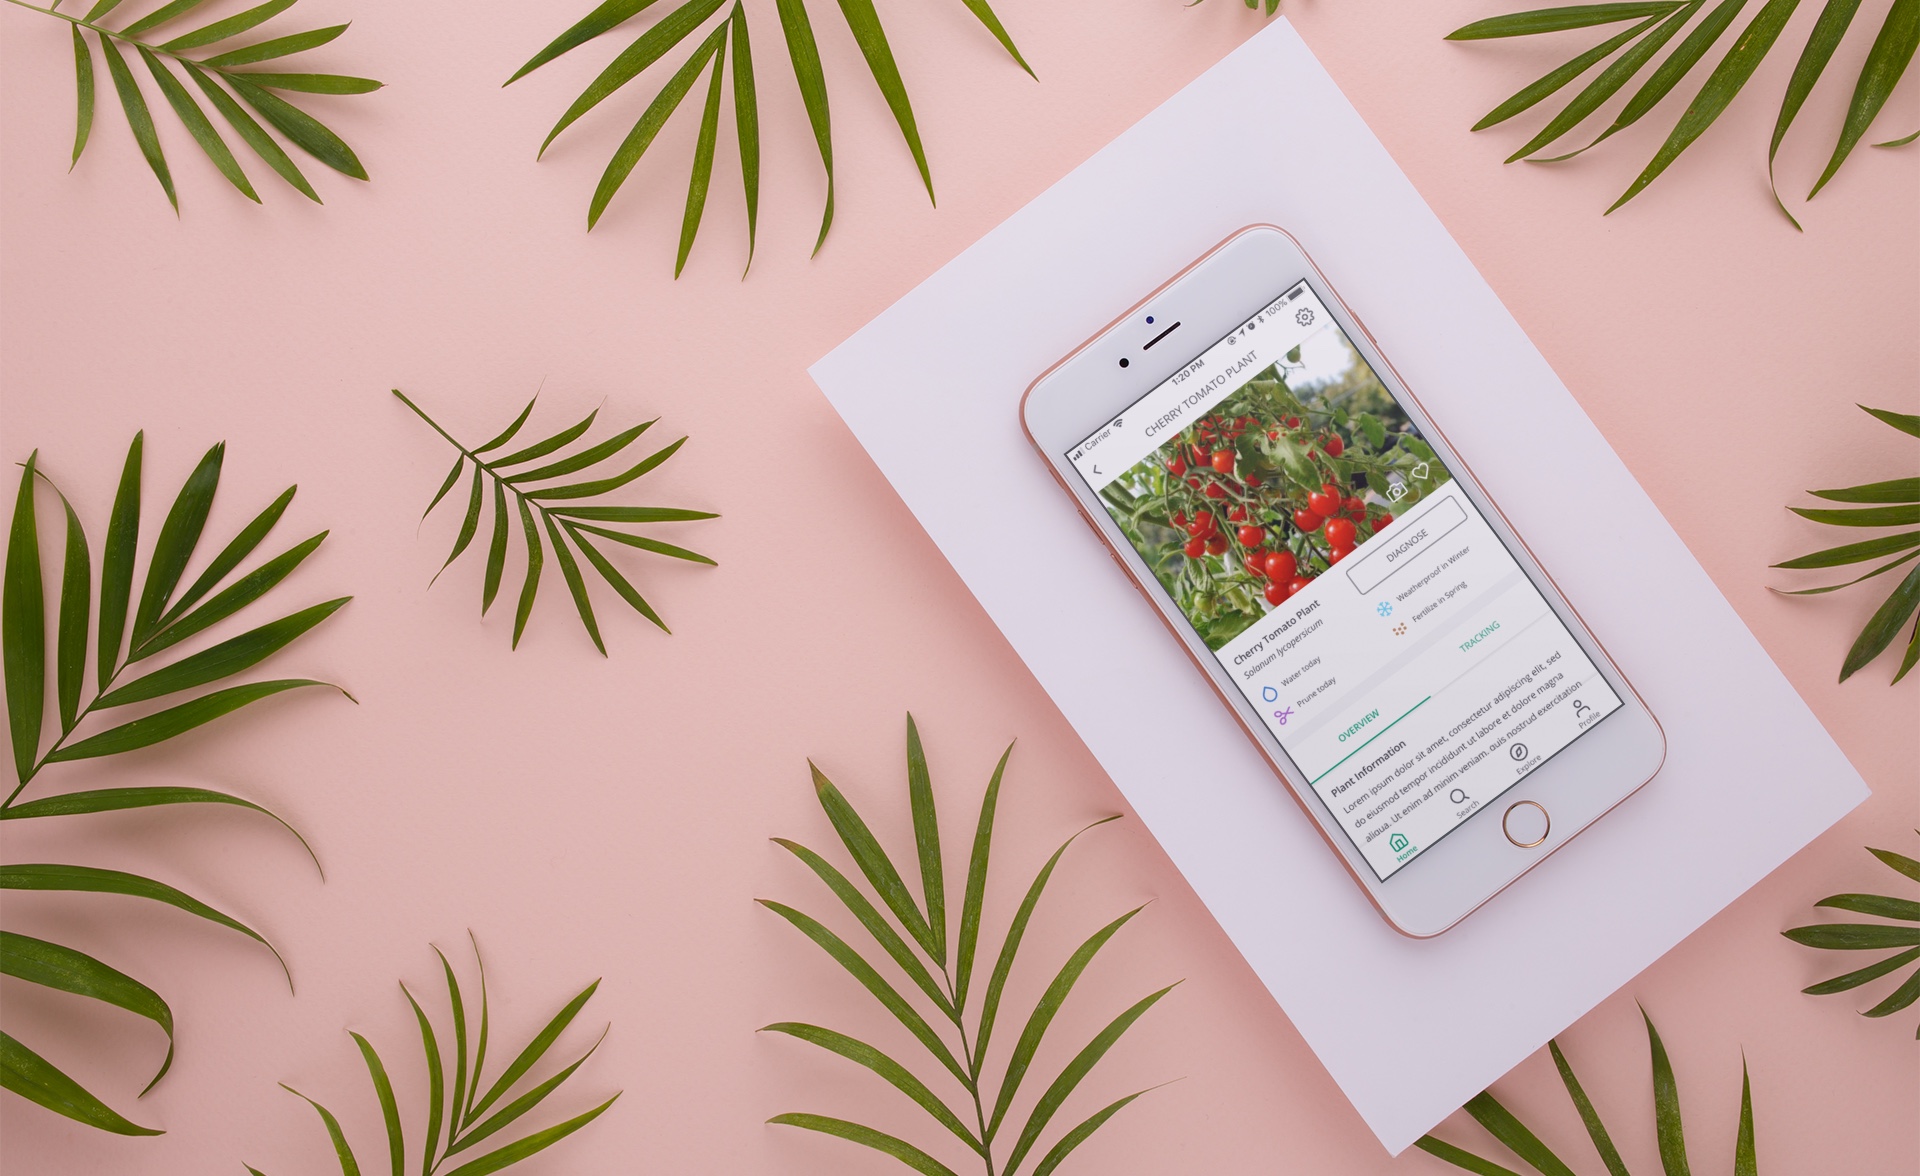 Carrier 1:20 PM 100%
CHERRY TOMATO PLANT
Cherry Tomato Plant
Solanum lycopersicum
DIAGNOSE
Water today
Weatherproof in Winter
Prune today
Fertilize in Spring
OVERVIEW TRACKING
Plant Information
Lorem ipsum dolor sit amet, consectetur adipiscing elit, sed
do eiusmod tempor incididunt ut labore et dolore magna
aliqua. Ut enim ad minim veniam, quis nostrud exercitation
Home Search Explore Profile